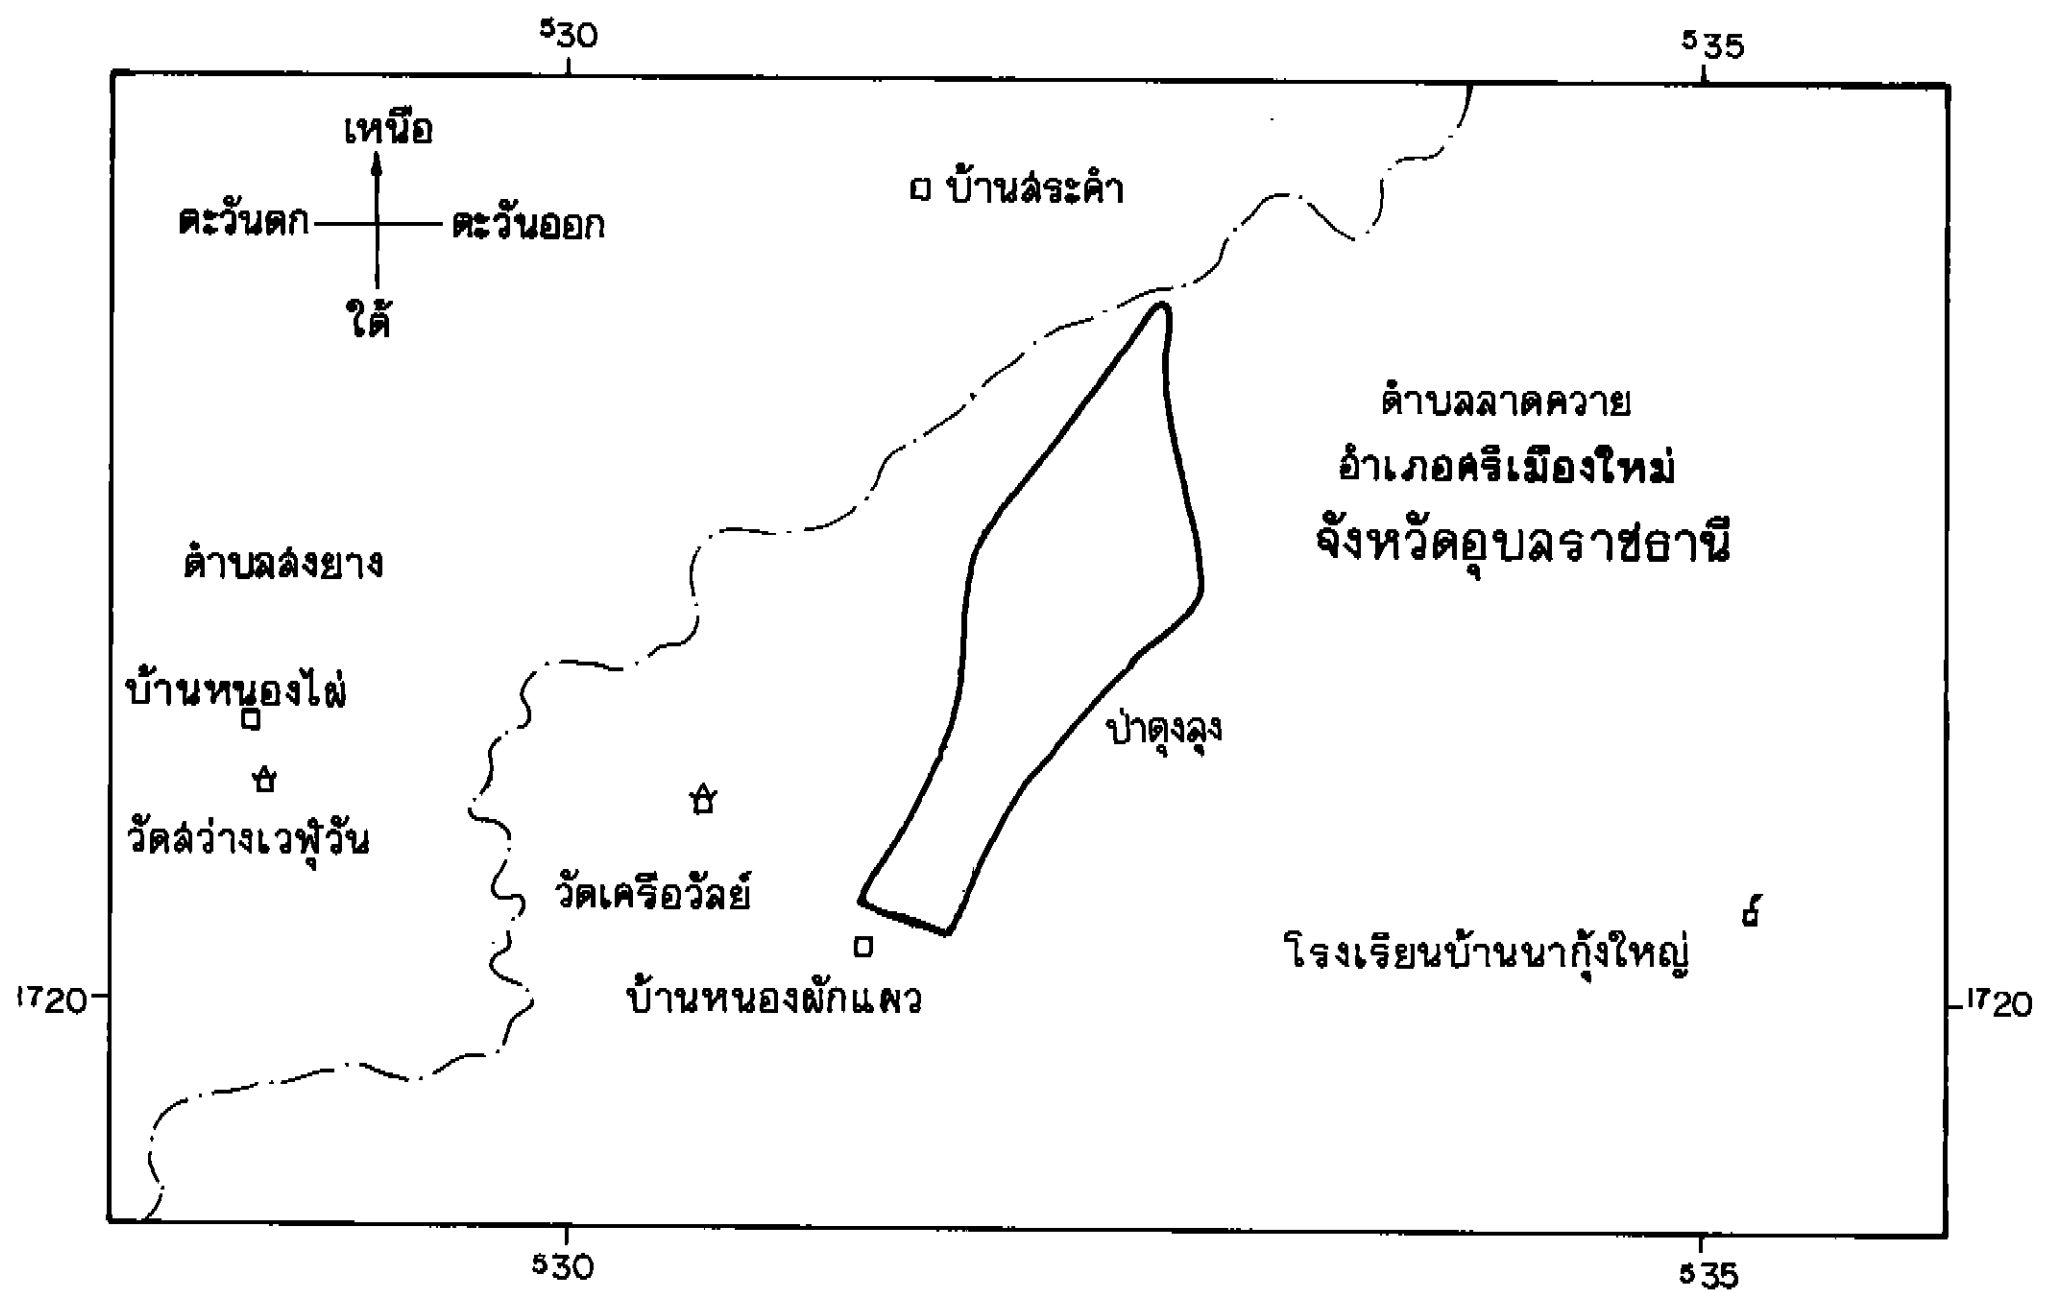 530
535
เหนือ
ตะวันตก
ตะวันออก
ใต้
บ้านสระคำ
ตำบลลาดควาย
อำเภอศรีเมืองใหม่
จังหวัดอุบลราชธานี
ตำบลสงยาง
บ้านหนองไผ่
ป่าดุงลุง
วัดสว่างเวฬุวัน
วัดเครือวัลย์
โรงเรียนบ้านนากุ้งใหญ่
1720
บ้านหนองผักแผว
1720
530
535